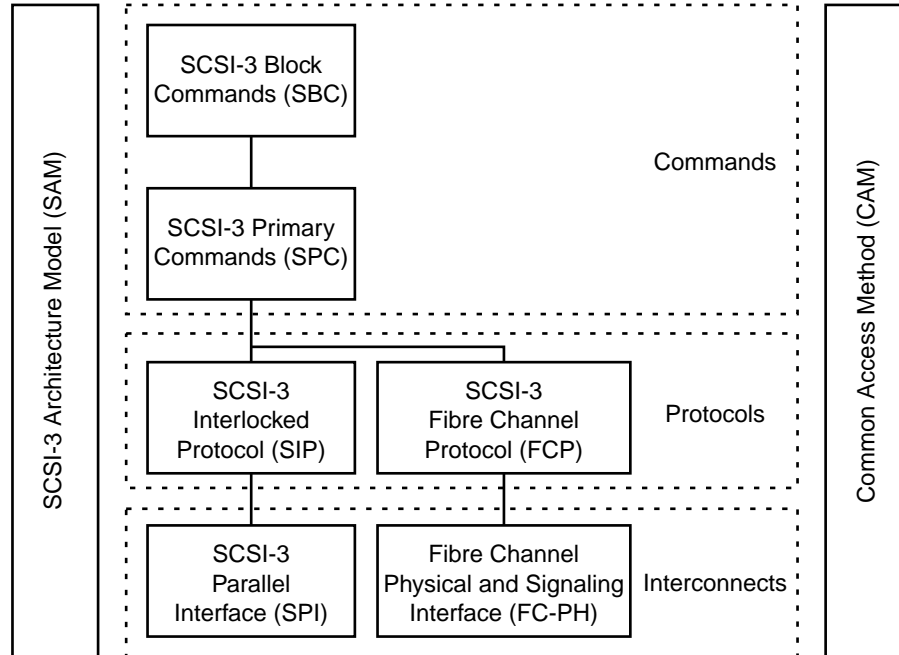 SCSI-3 Architecture Model (SAM)
SCSI-3 Block
Commands (SBC)
SCSI-3 Primary
Commands (SPC)
Commands
SCSI-3
Interlocked
Protocol (SIP)
SCSI-3
Fibre Channel
Protocol (FCP)
Protocols
SCSI-3
Parallel
Interface (SPI)
Fibre Channel
Physical and Signaling
Interface (FC-PH)
Interconnects
Common Access Method (CAM)